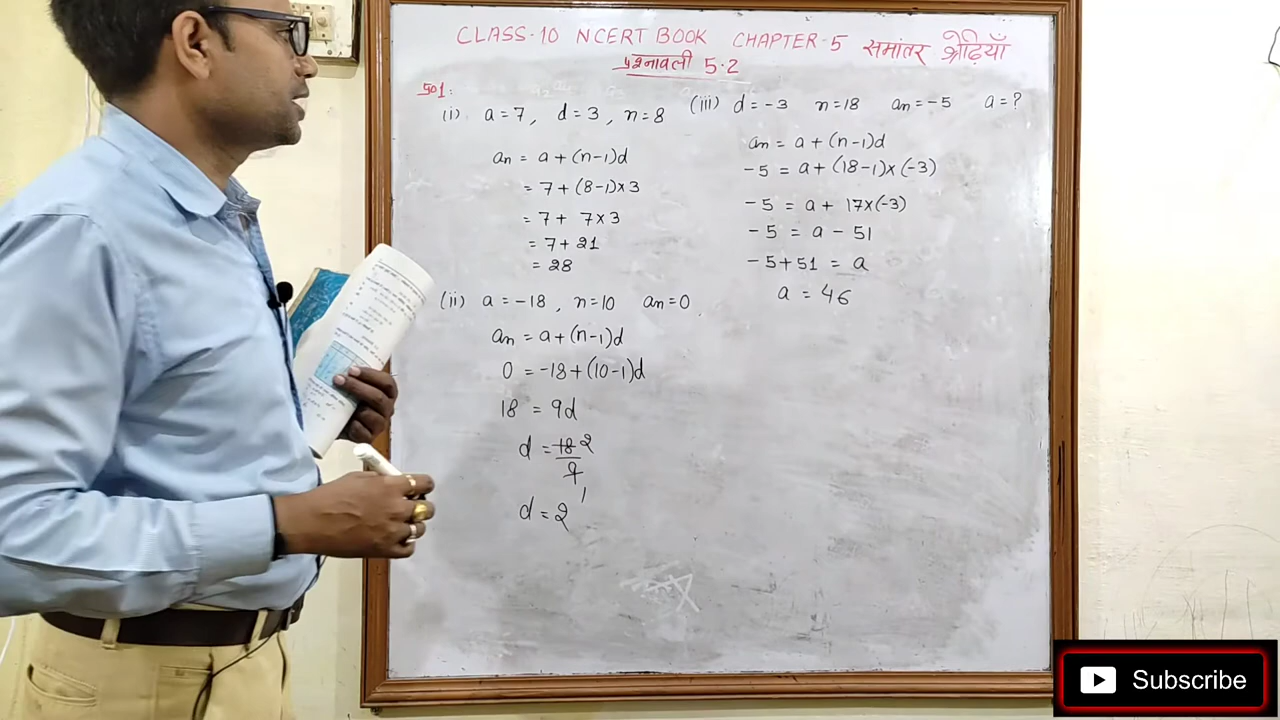 CLASS-10 NCERT BOOK CHAPTER-5 समांतर श्रेढ़ियाँ
प्रश्नावली 5.2
प्र01:
(i) a=7, d=3, n=8
an = a+(n-1)d
= 7+(8-1)×3
= 7+ 7×3
= 7+21
= 28
(ii) a=-18, n=10 an=0
an = a+(n-1)d
0 = -18+(10-1)d
18 = 9d
d = 18/9 2
1
d = 2
(iii) d=-3 n=18 an=-5 a=?
an = a+(n-1)d
-5 = a+(18-1)×(-3)
-5 = a+ 17×(-3)
-5 = a - 51
-5+51 = a
a = 46
Subscribe